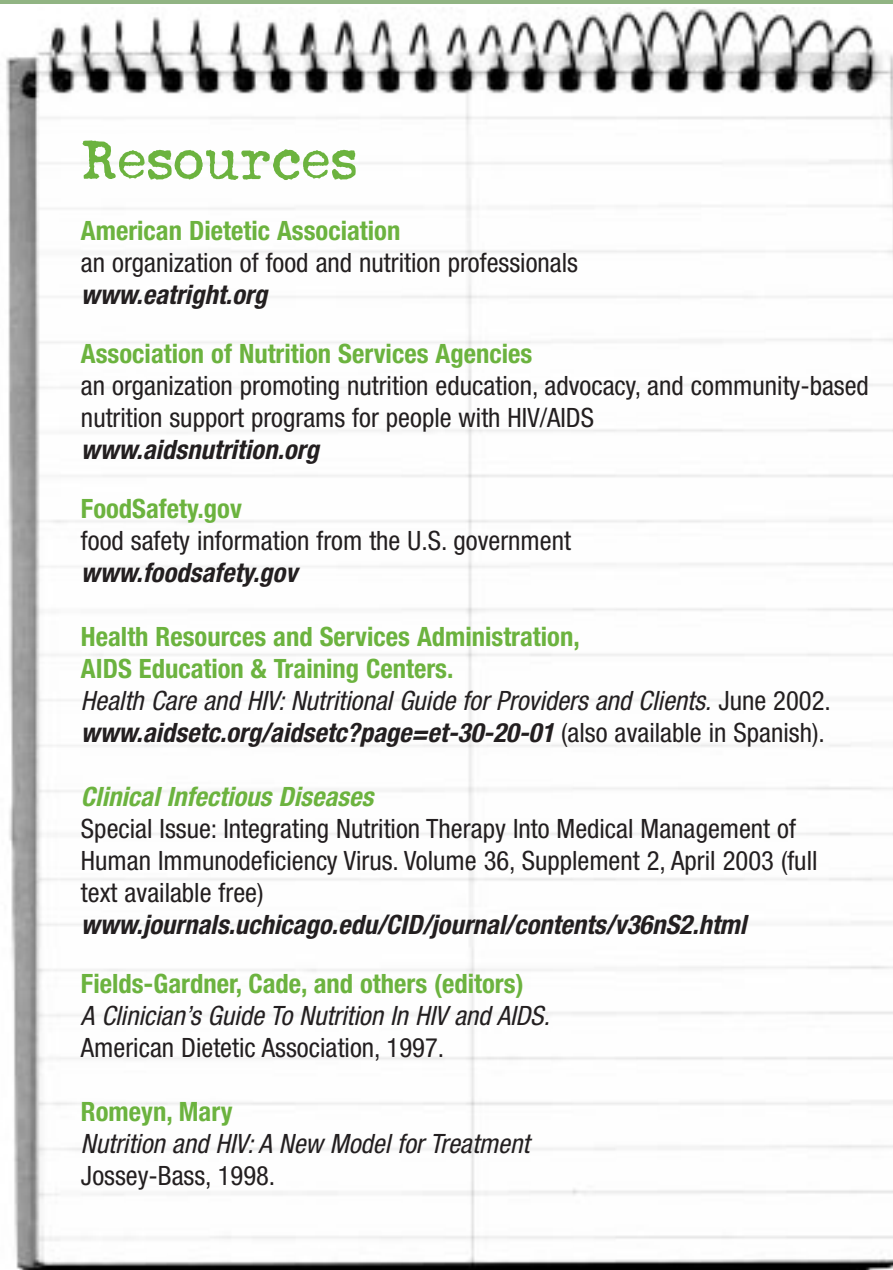 Resources
American Dietetic Association
an organization of food and nutrition professionals
www.eatright.org
Association of Nutrition Services Agencies
an organization promoting nutrition education, advocacy, and community-based
nutrition support programs for people with HIV/AIDS
www.aidsnutrition.org
FoodSafety.gov
food safety information from the U.S. government
www.foodsafety.gov
Health Resources and Services Administration,
AIDS Education & Training Centers.
Health Care and HIV: Nutritional Guide for Providers and Clients. June 2002.
www.aidsetc.org/aidsetc?page=et-30-20-01 (also available in Spanish).
Clinical Infectious Diseases
Special Issue: Integrating Nutrition Therapy Into Medical Management of
Human Immunodeficiency Virus. Volume 36, Supplement 2, April 2003 (full
text available free)
www.journals.uchicago.edu/CID/journal/contents/v36nS2.html
Fields-Gardner, Cade, and others (editors)
A Clinician's Guide To Nutrition In HIV and AIDS.
American Dietetic Association, 1997.
Romeyn, Mary
Nutrition and HIV: A New Model for Treatment
Jossey-Bass, 1998.